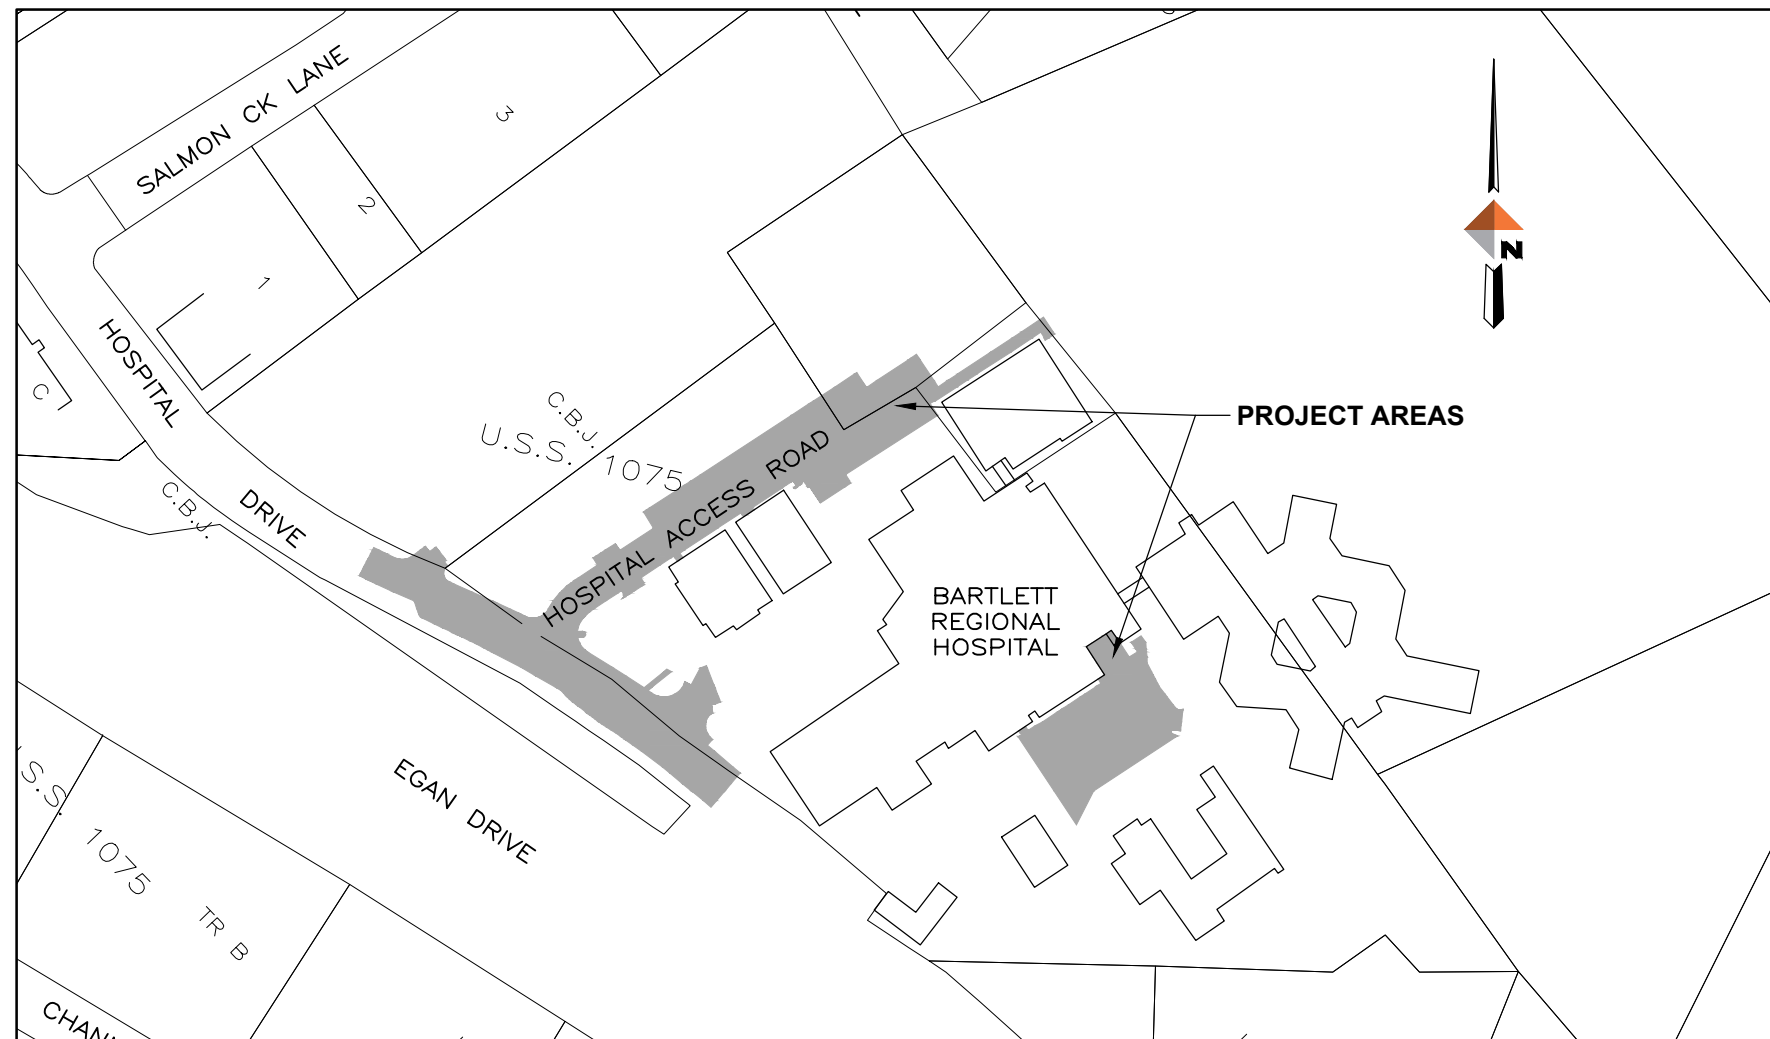 SALMON CK LANE
3
2
1
HOSPITAL
DRIVE
C
C.B.J.
C.B.J.
U.S.S. 1075
HOSPITAL ACCESS ROAD
PROJECT AREAS
N
BARTLETT
REGIONAL
HOSPITAL
EGAN DRIVE
S.S. 1075
TR B